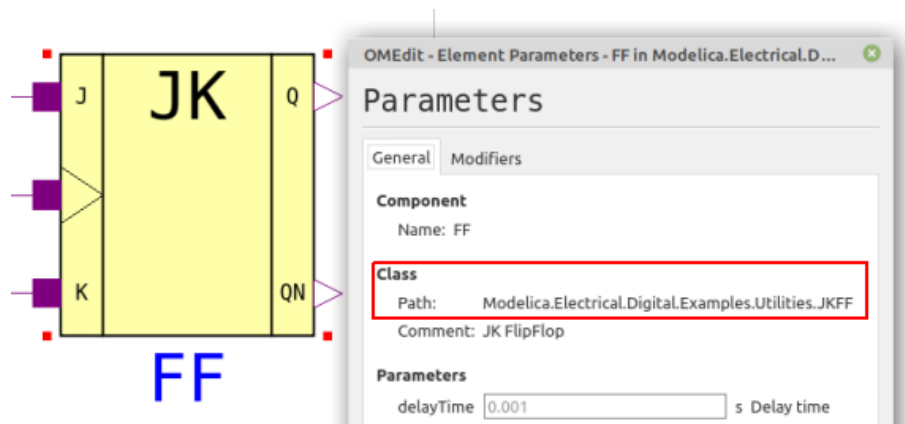 J
JK
Q
K
QN
FF
OMEdit - Element Parameters - FF in Modelica.Electrical.D...
Parameters
General Modifiers
Component
Name: FF
Class
Path: Modelica.Electrical.Digital.Examples.Utilities.JKFF
Comment: JK FlipFlop
Parameters
delayTime 0.001 s Delay time